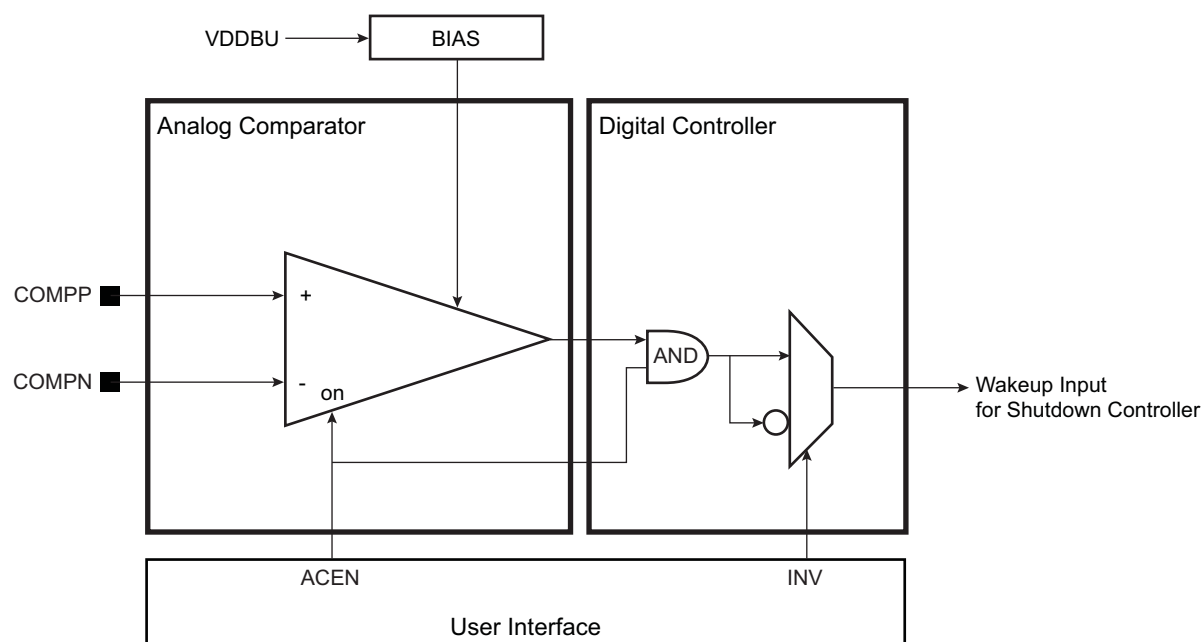 VDDBU
BIAS
Analog Comparator
Digital Controller
COMPP
+
AND
COMPN
-
on
Wakeup Input
for Shutdown Controller
ACEN
INV
User Interface